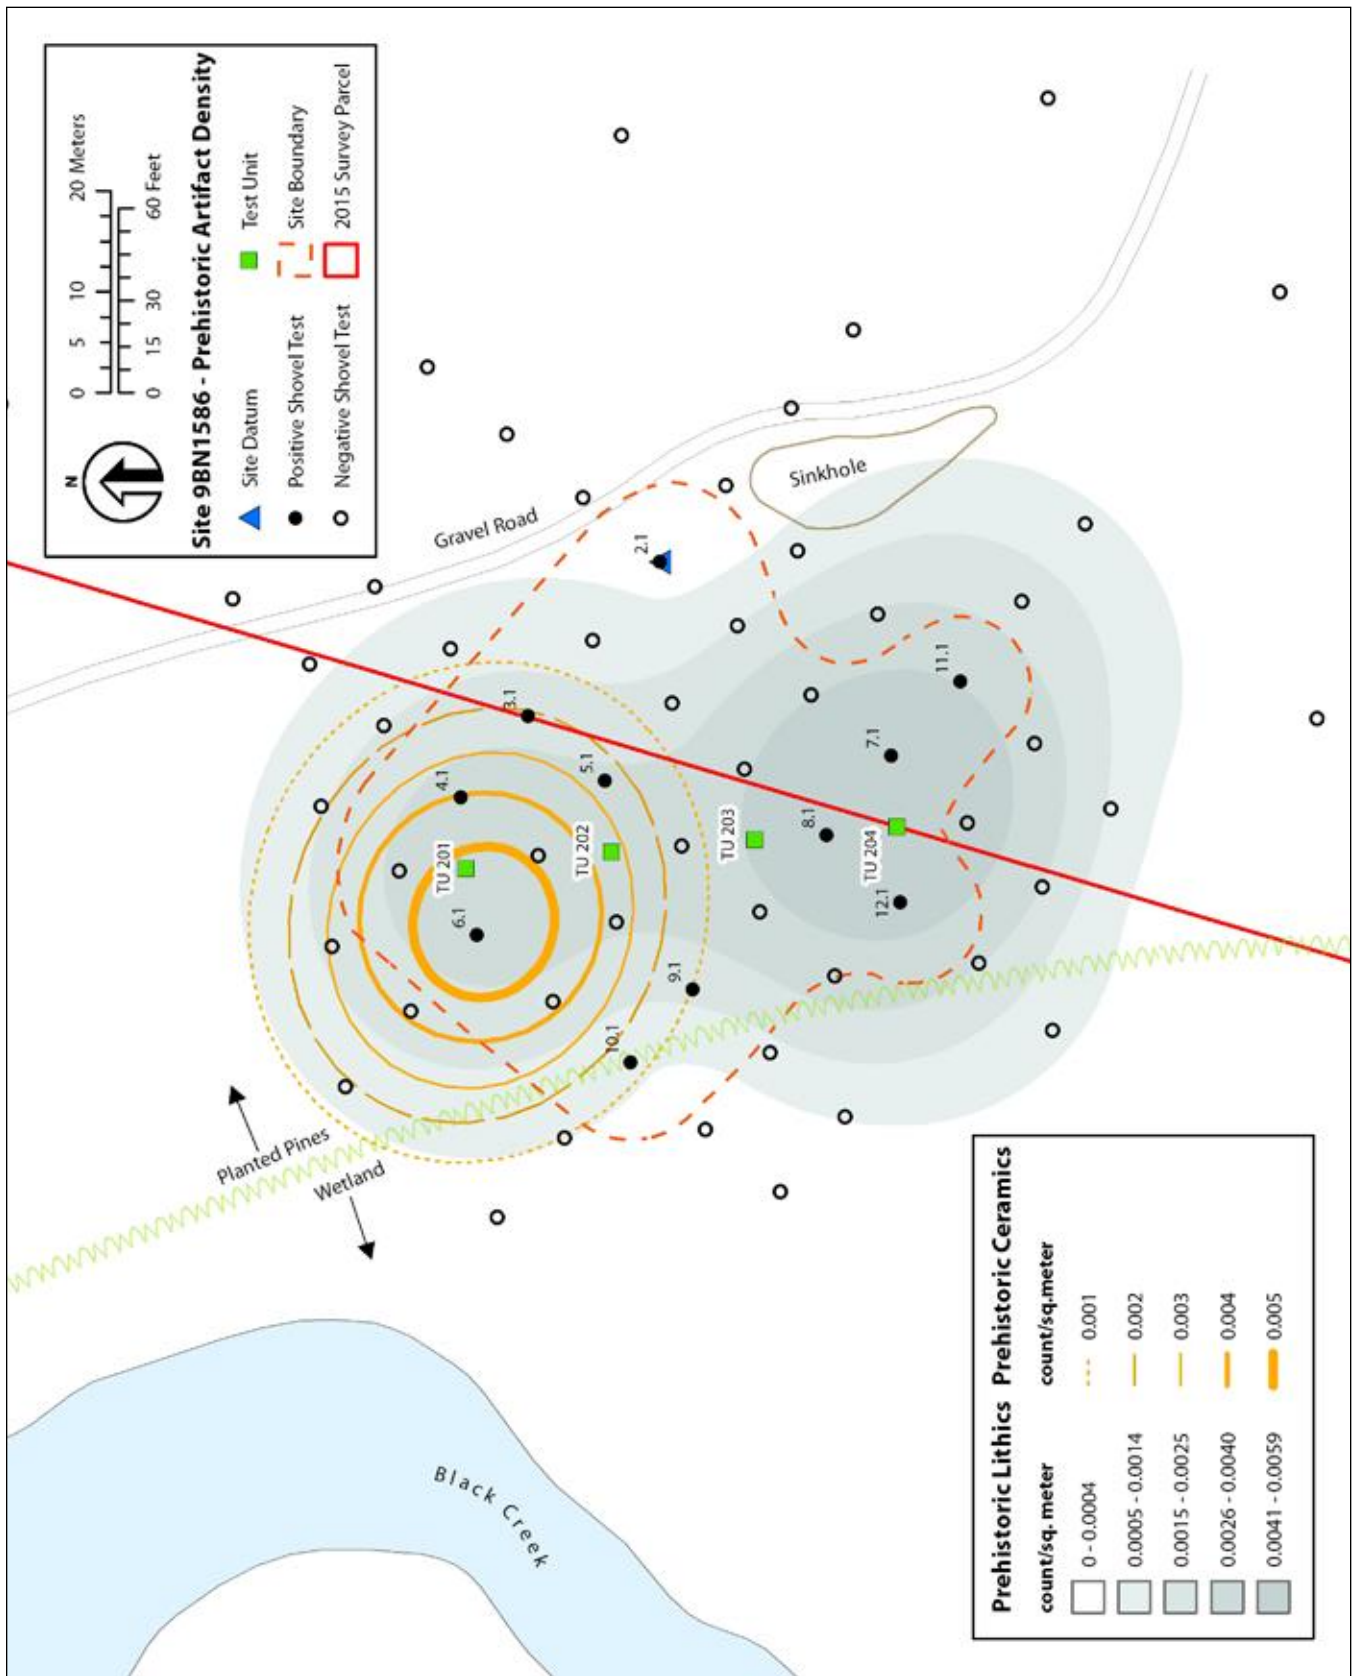 N
0 5 10 20 Meters
0 15 30 60 Feet
Site 9BN1586 - Prehistoric Artifact Density
Site Datum
Test Unit
Positive Shovel Test
Site Boundary
Negative Shovel Test
2015 Survey Parcel
Gravel Road
Sinkhole
2.1
3.1
4.1
5.1
11.1
7.1
8.1
TU 201
TU 202
TU 203
TU 204
6.1
12.1
9.1
10.1
Planted Pines
Wetland
Black Creek
Prehistoric Lithics Prehistoric Ceramics
count/sq. meter count/sq.meter
0 - 0.0004 0.001
0.0005 - 0.0014 0.002
0.0015 - 0.0025 0.003
0.0026 - 0.0040 0.004
0.0041 - 0.0059 0.005